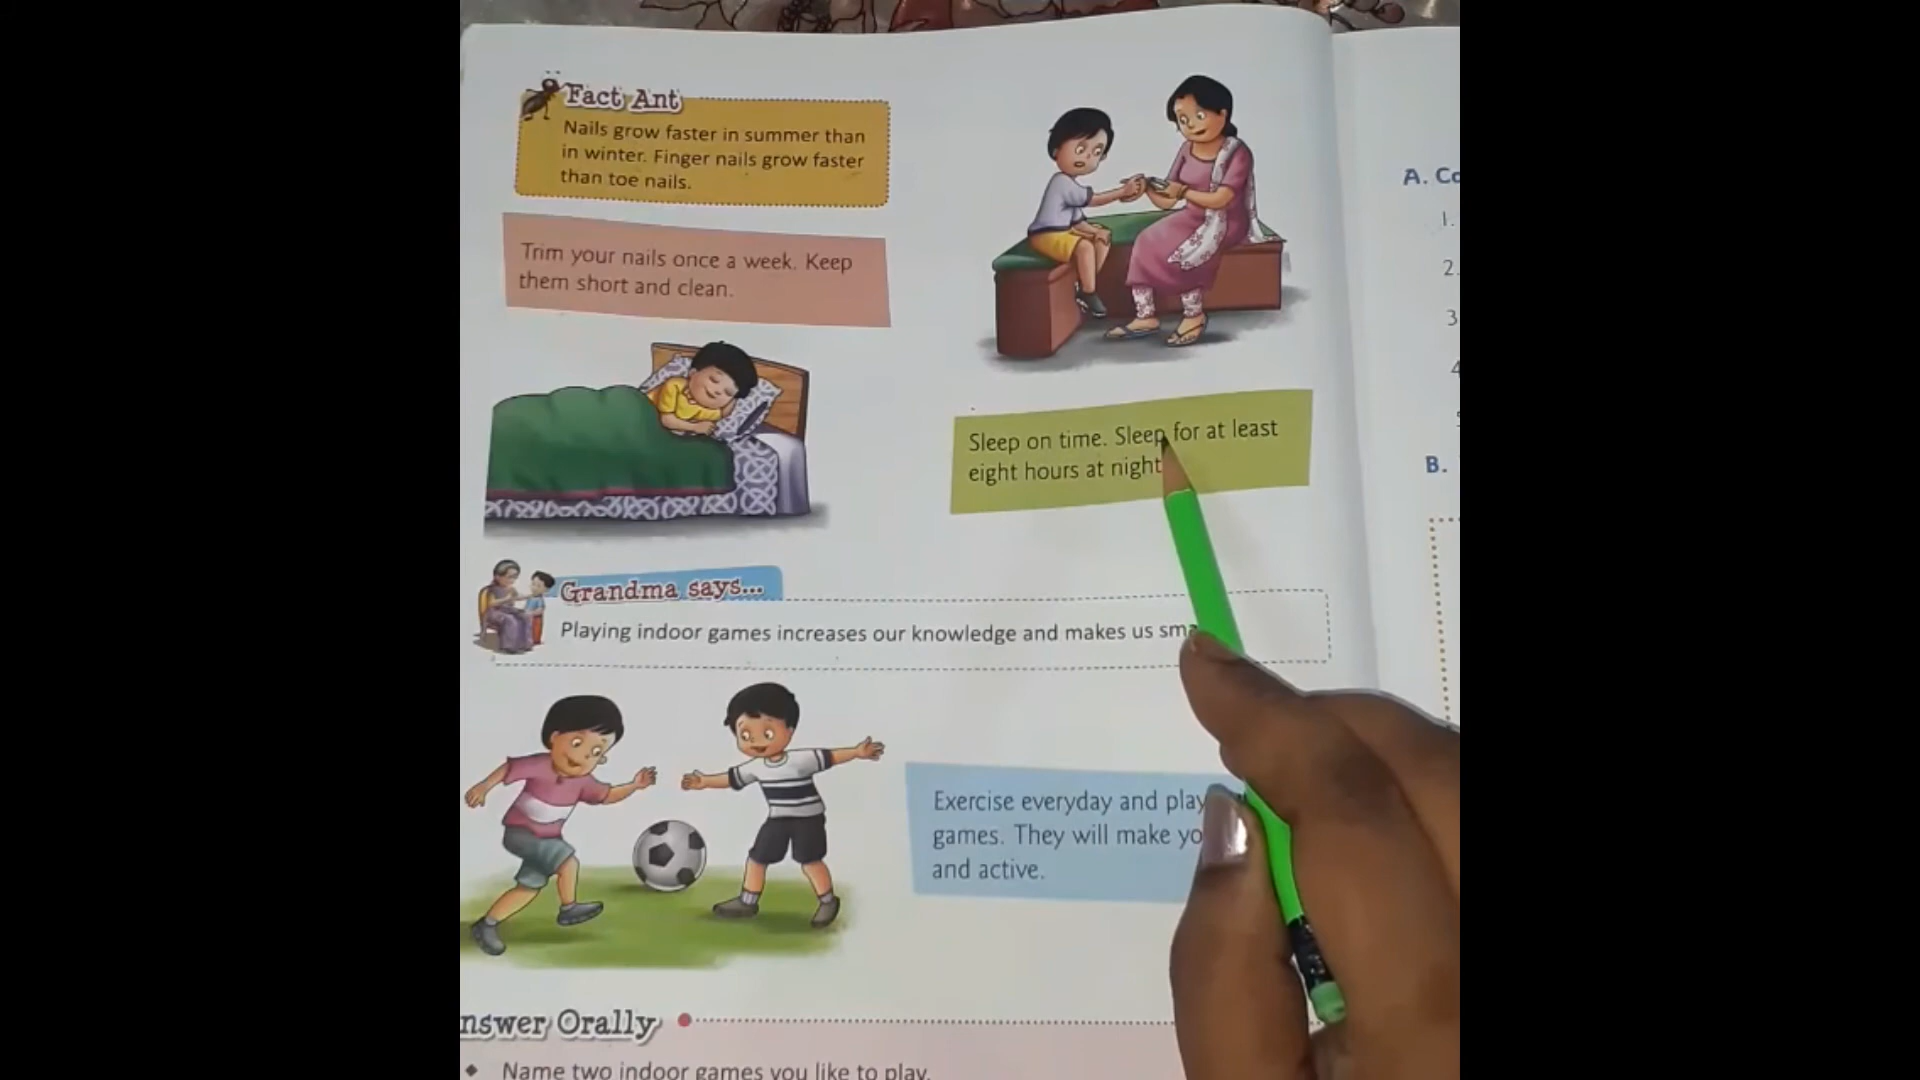 Fact Ant
Nails grow faster in summer than
in winter. Finger nails grow faster
than toe nails.
Trim your nails once a week. Keep
them short and clean.
Sleep on time. Sleep for at least
eight hours at night
Grandma says...
Playing indoor games increases our knowledge and makes us
Exercise everyday and play
games. They will make
and active.
nswer Orally
Name two indoor games you like to play.
A.
1.
2.
3
B.